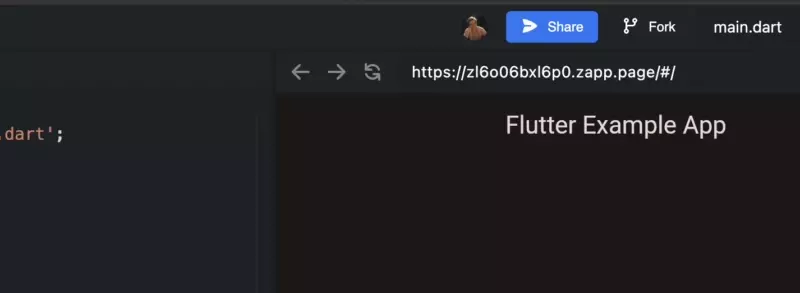 Share
Fork
main.dart
https://zl6o06bxl6p0.zapp.page/#/
.dart';
Flutter Example App